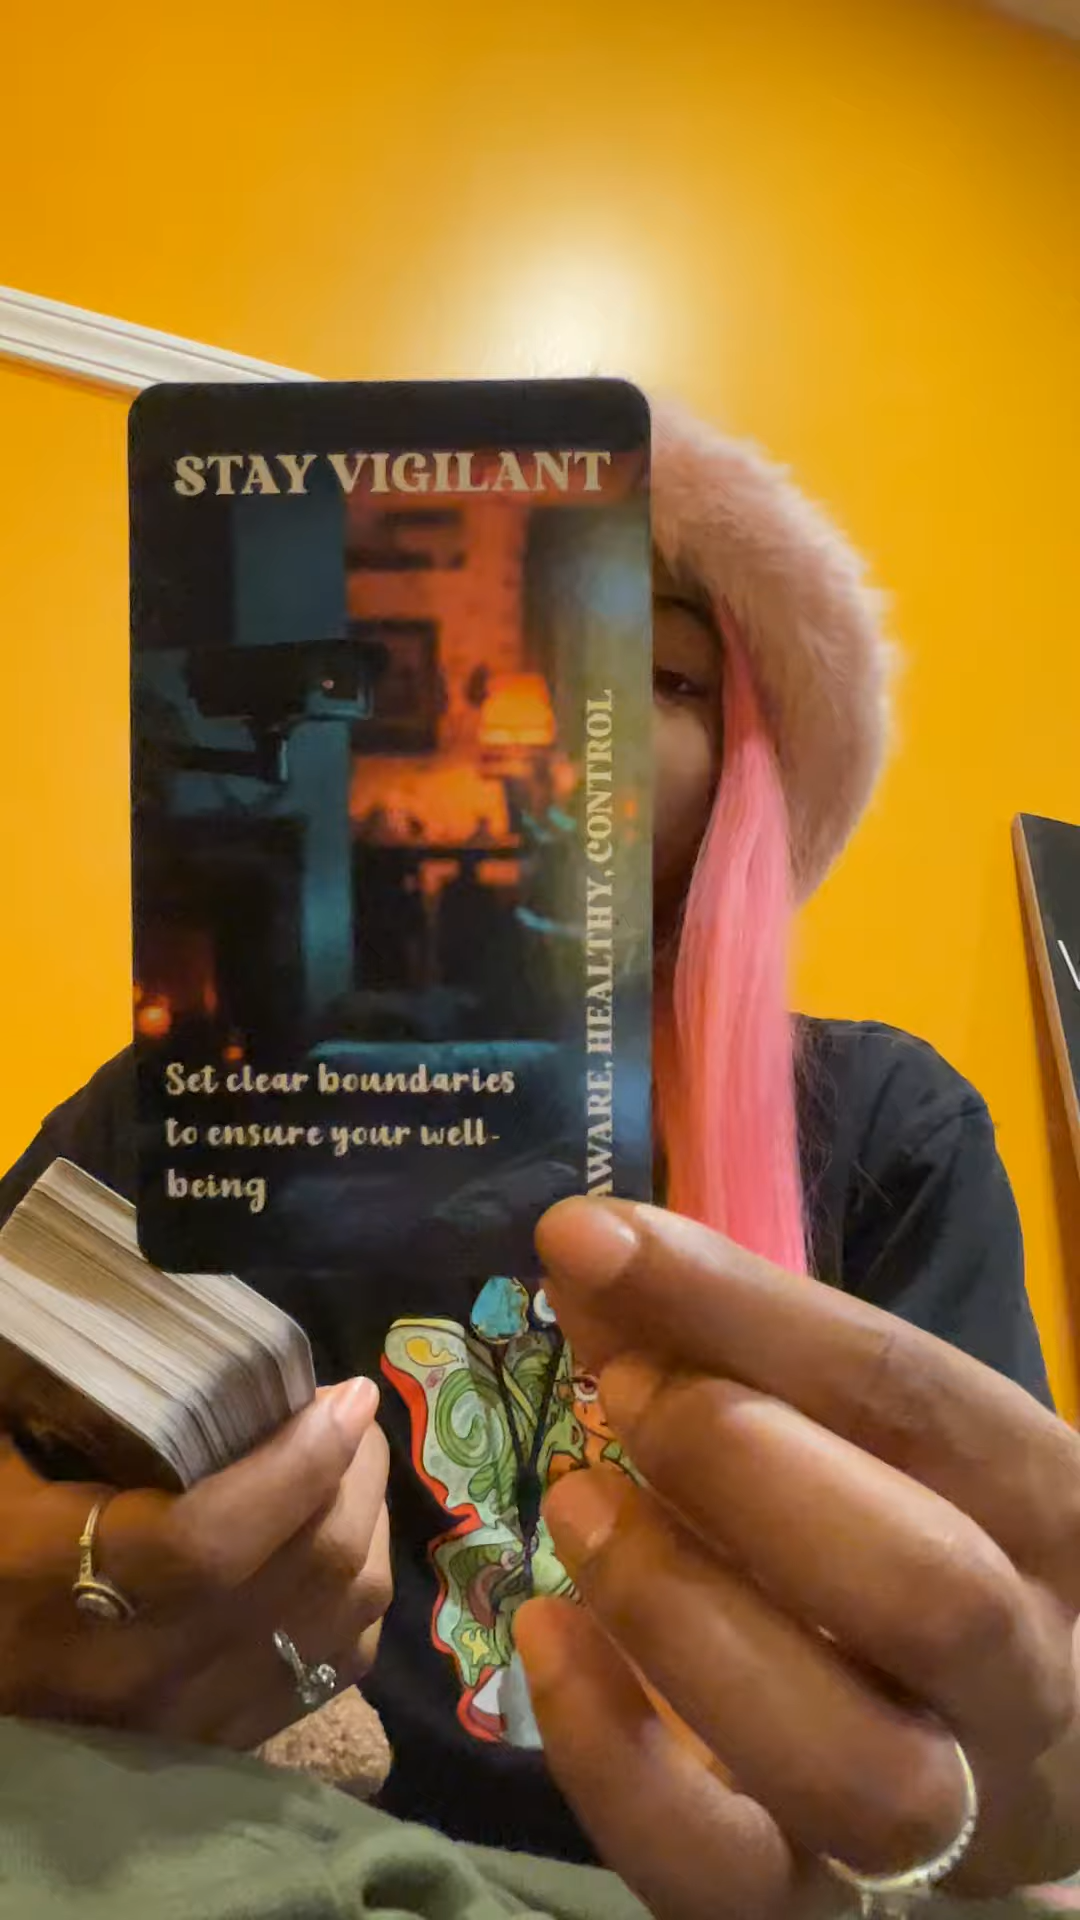 STAY VIGILANT
AWARE, HEALTHY, CONTROL
Set clear boundaries
to ensure your well-
being